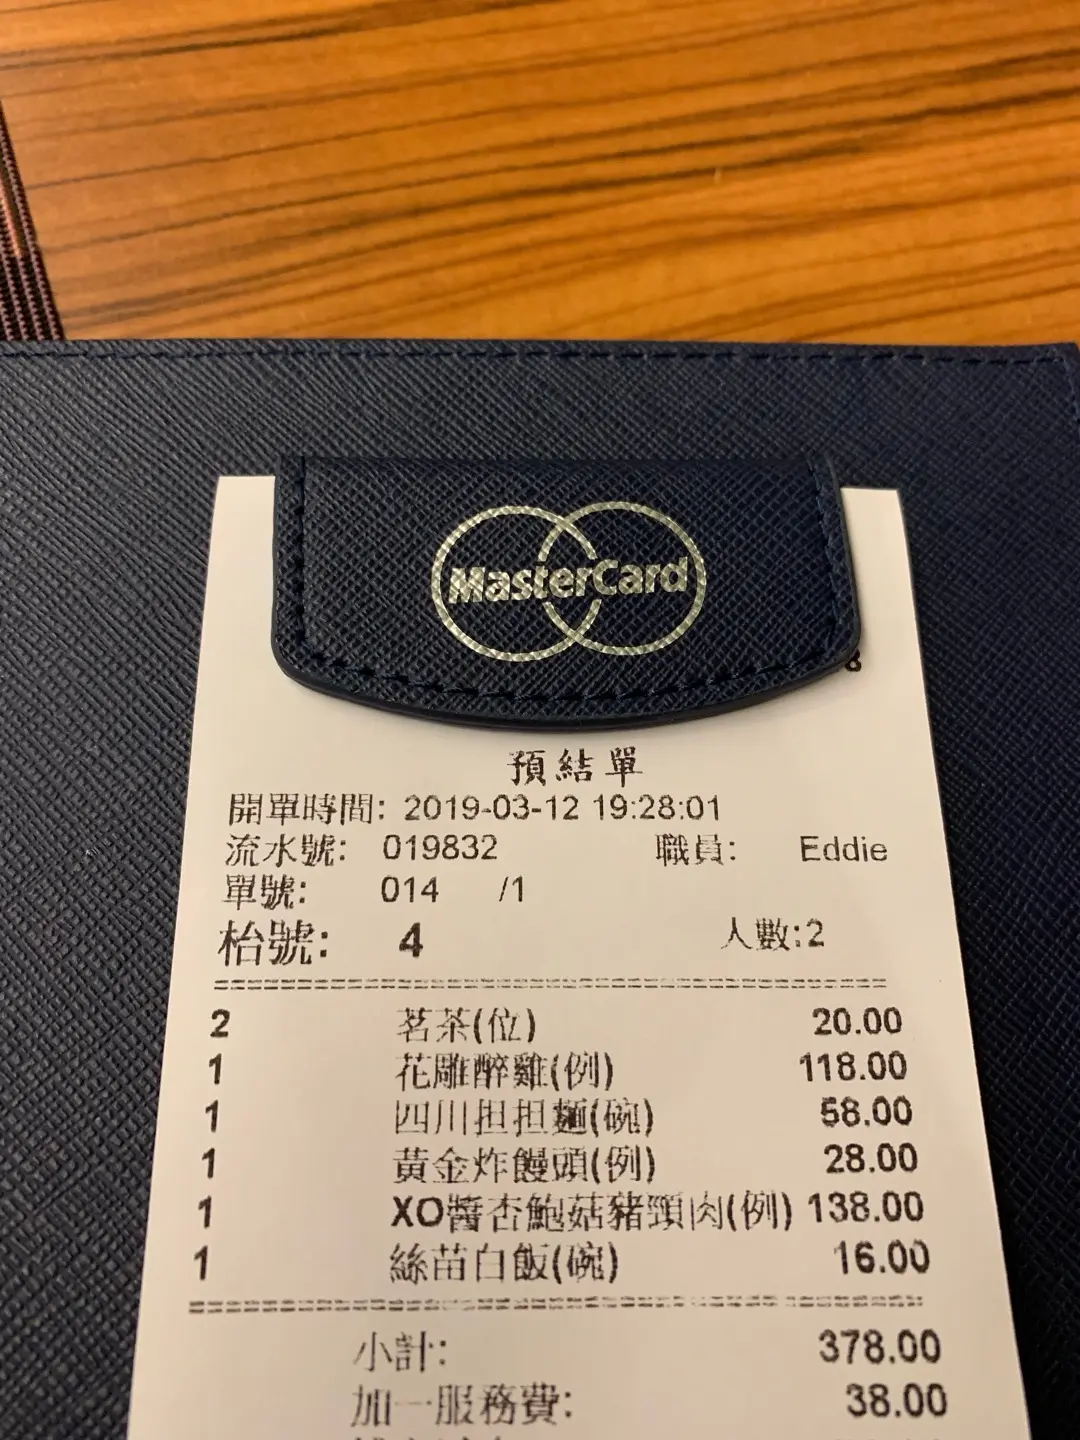 MasterCard
8
預結單
開單時間: 2019-03-12 19:28:01
流水號: 019832 職員: Eddie
單號: 014 /1
枱號: 4 人數:2
2 茗茶(位) 20.00
1 花雕醉雞(例) 118.00
1 四川担担麵(碗) 58.00
1 黃金炸饅頭(例) 28.00
1 XO醬杏鮑菇豬頸肉(例) 138.00
1 絲苗白飯(碗) 16.00
小計: 378.00
加一服務費: 38.00